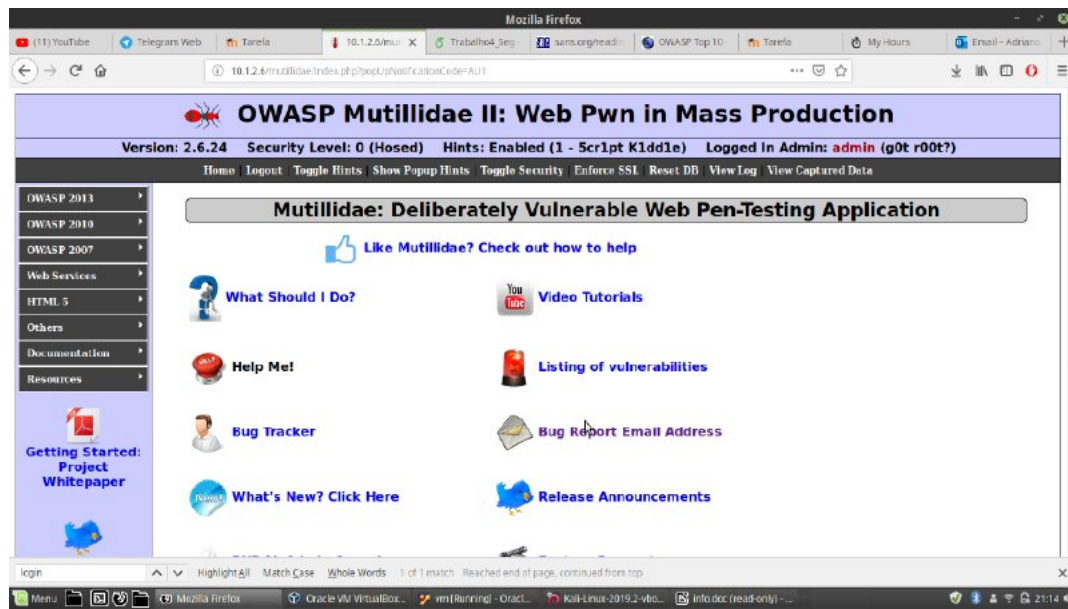 Mozilla Firefox
(11) YouTube
Telegram Web
Tarefa
10.1.2.6/mut
Trabalho4_Seg
sans.org/readin
OWASP Top 10
Tarefa
My Hours
Email – Adriano
10.1.2.6/mutillidae/index.php?popUpNotificationCode=AU1
OWASP Mutillidae II: Web Pwn in Mass Production
Version: 2.6.24 Security Level: 0 (Hosed) Hints: Enabled (1 - 5cr1pt K1dd1e) Logged In Admin: admin (g0t r00t?)
Home | Logout | Toggle Hints | Show Popup Hints | Toggle Security | Enforce SSL | Reset DB | View Log | View Captured Data
OWASP 2013
OWASP 2010
OWASP 2007
Web Services
HTML 5
Others
Documentation
Resources
Getting Started:
Project
Whitepaper
Mutillidae: Deliberately Vulnerable Web Pen-Testing Application
Like Mutillidae? Check out how to help
What Should I Do?
You
Tube
Video Tutorials
Help Me!
Listing of vulnerabilities
Bug Tracker
Bug Report Email Address
What's New? Click Here
Release Announcements
login
Highlight All Match Case Whole Words 1 of 1 match Reached end of page, continued from top
Menu
Mozilla Firefox
Oracle VM VirtualBox...
vm [Running] - Oracl...
Kali-Linux-2019.2-vbo...
info.doc (read-only) - ...
21:14